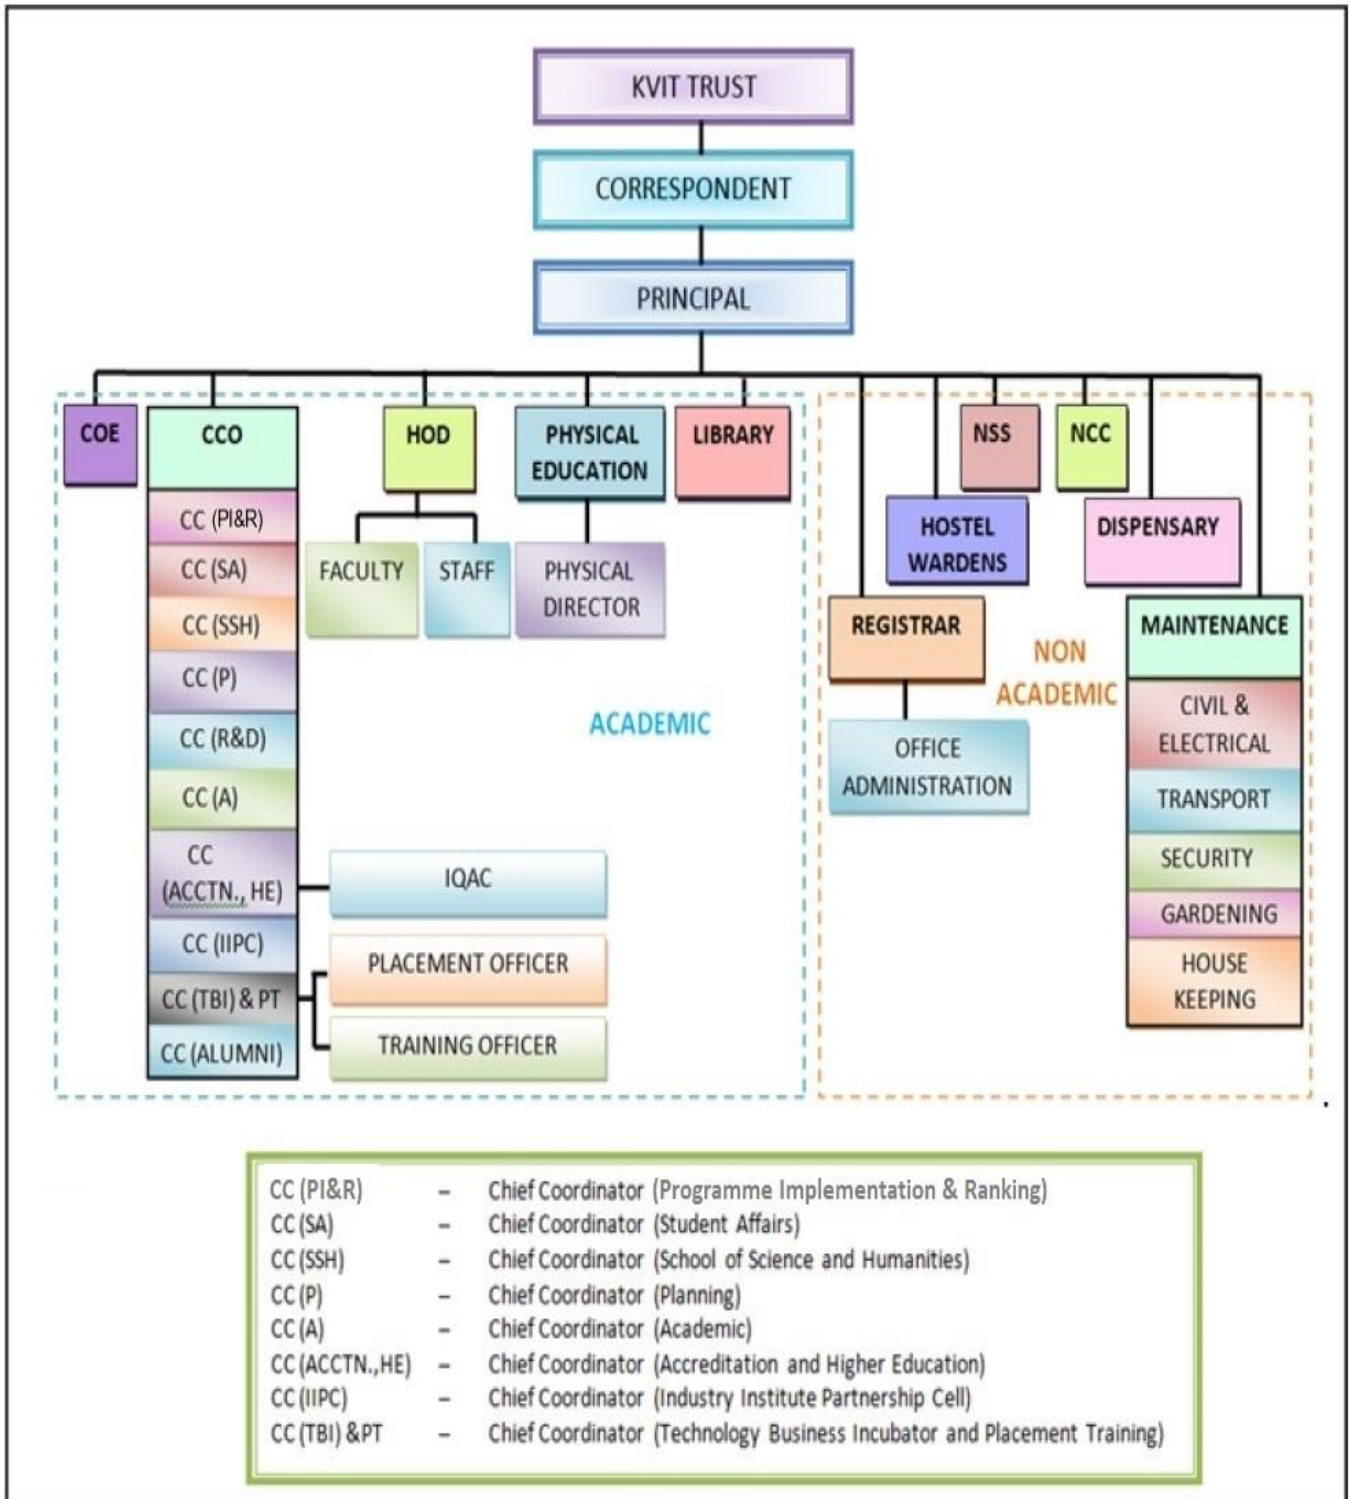 KVIT TRUST
CORRESPONDENT
PRINCIPAL
COE
CCO
HOD
PHYSICAL
EDUCATION
LIBRARY
NSS
NCC
CC (PI&R)
CC (SA)
CC (SSH)
CC (P)
CC (R&D)
CC (A)
CC
(ACCTN., HE)
CC (IIPC)
CC (TBI) & PT
CC (ALUMNI)
FACULTY
STAFF
PHYSICAL
DIRECTOR
ACADEMIC
IQAC
PLACEMENT OFFICER
TRAINING OFFICER
HOSTEL
WARDENS
DISPENSARY
REGISTRAR
NON
ACADEMIC
OFFICE
ADMINISTRATION
MAINTENANCE
CIVIL &
ELECTRICAL
TRANSPORT
SECURITY
GARDENING
HOUSE
KEEPING
.
CC (PI&R) – Chief Coordinator (Programme Implementation & Ranking)
CC (SA) – Chief Coordinator (Student Affairs)
CC (SSH) – Chief Coordinator (School of Science and Humanities)
CC (P) – Chief Coordinator (Planning)
CC (A) – Chief Coordinator (Academic)
CC (ACCTN.,HE) – Chief Coordinator (Accreditation and Higher Education)
CC (IIPC) – Chief Coordinator (Industry Institute Partnership Cell)
CC (TBI) &PT – Chief Coordinator (Technology Business Incubator and Placement Training)